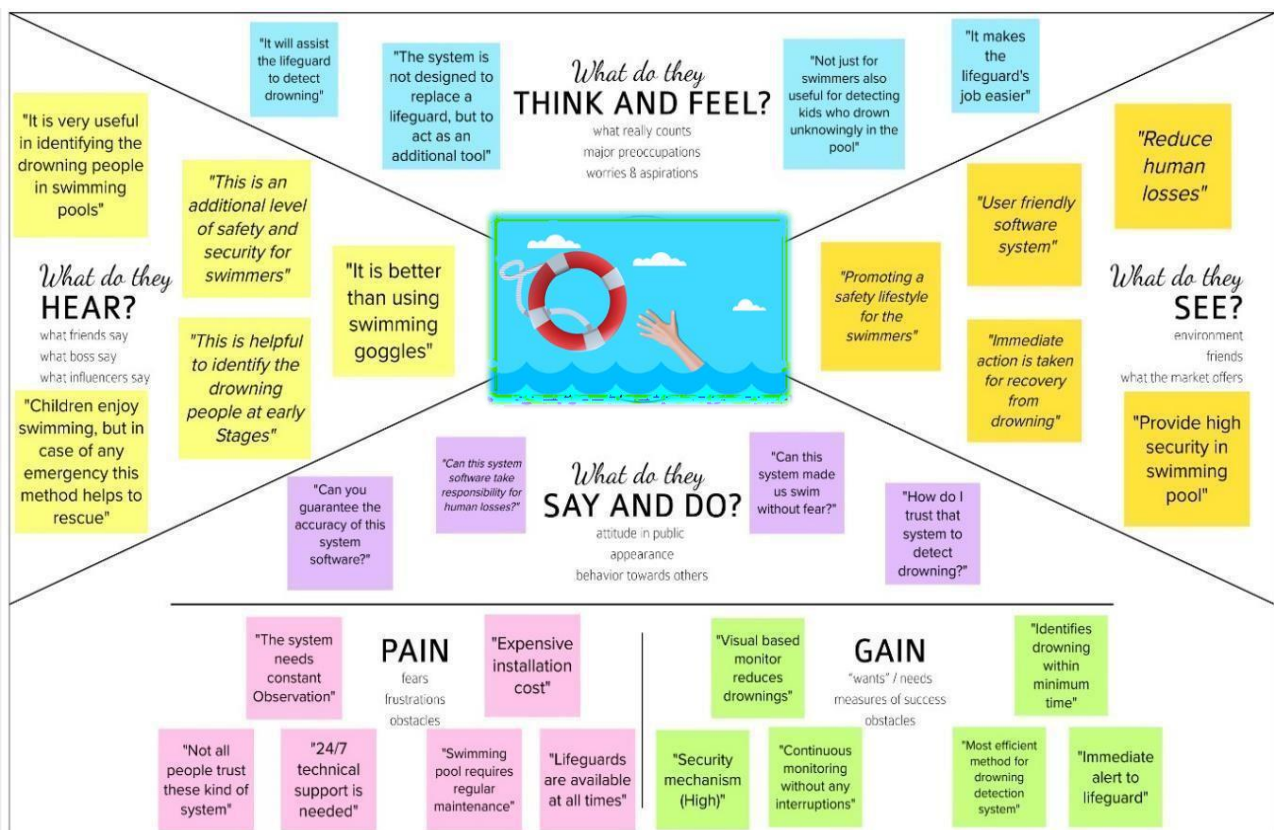 "It will assist
the lifeguard
to detect
drowning"
"The system is
not designed to
replace a
lifeguard, but to
act as an
additional tool"
What do they
THINK AND FEEL?
what really counts
major preoccupations
worries & aspirations
"Not just for
swimmers also
useful for detecting
kids who drown
unknowingly in the
pool"
"It makes
the
lifeguard's
job easier"
"It is very useful
in identifying the
drowning people
in swimming
pools"
"This is an
additional level
of safety and
security for
swimmers"
"It is better
than using
swimming
goggles"
What do they
HEAR?
what friends say
what boss say
what influencers say
"This is helpful
to identify the
drowning
people at early
Stages"
"Children enjoy
swimming, but in
case of any
emergency this
method helps to
rescue"
"Reduce
human
losses"
"User friendly
software
system"
"Promoting a
safety lifestyle
for the
swimmers"
What do they
SEE?
environment
friends
what the market offers
"Immediate
action is taken
for recovery
from
drowning"
"Provide high
security in
swimming
pool"
"Can you
guarantee the
accuracy of this
system
software?"
"Can this system
software take
responsibility for
human losses?"
What do they
SAY AND DO?
attitude in public
appearance
behavior towards others
"Can this
system made
us swim
without fear?"
"How do I
trust that
system to
detect
drowning?"
"The system
needs
constant
Observation"
PAIN
fears
frustrations
obstacles
"Expensive
installation
cost"
"Not all
people trust
these kind of
system"
"24/7
technical
support is
needed"
"Swimming
pool requires
regular
maintenance"
"Lifeguards
are available
at all times"
"Visual based
monitor
reduces
drownings"
GAIN
"wants" / needs
measures of success
obstacles
"Identifies
drowning
within
minimum
time"
"Security
mechanism
(High)"
"Continuous
monitoring
without any
interruptions"
"Most efficient
method for
drowning
detection
system"
"Immediate
alert to
lifeguard"